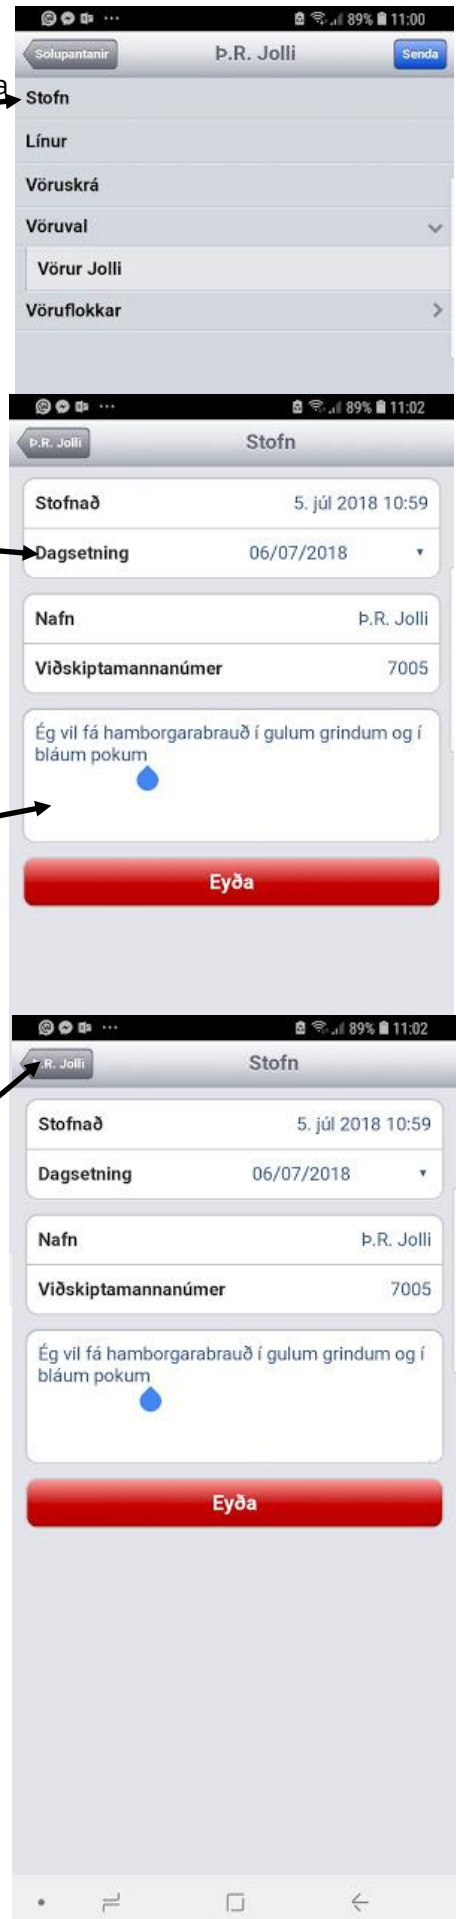 89% 11:00
Sölupantanir Þ.R. Jolli Senda
a
Stofn
Línur
Vöruskrá
Vöruval
Vörur Jolli
Vöruflokkar
89% 11:02
Þ.R. Jolli Stofn
Stofnað 5. júl 2018 10:59
Dagsetning 06/07/2018
Nafn Þ.R. Jolli
Viðskiptamannanúmer 7005
Ég vil fá hamborgarabrauð í gulum grindum og í
bláum pokum
Eyða
89% 11:02
Þ.R. Jolli Stofn
Stofnað 5. júl 2018 10:59
Dagsetning 06/07/2018
Nafn Þ.R. Jolli
Viðskiptamannanúmer 7005
Ég vil fá hamborgarabrauð í gulum grindum og í
bláum pokum
Eyða